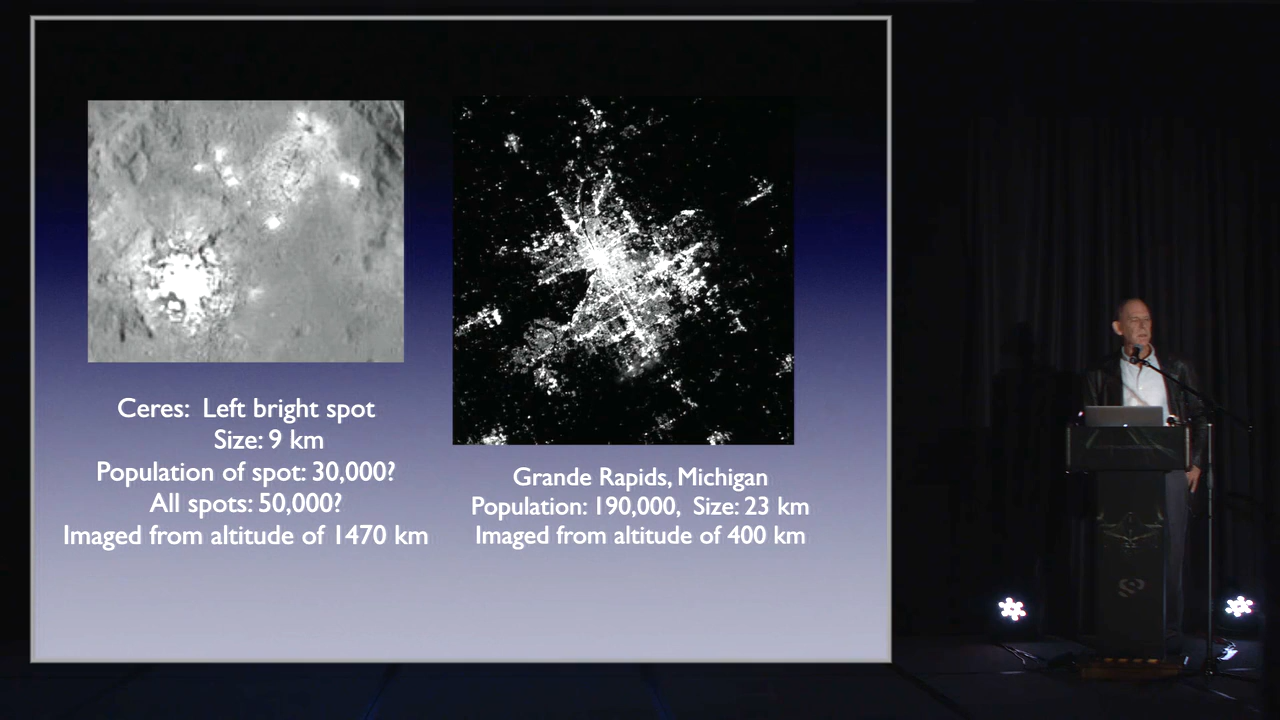 Ceres: Left bright spot
Size: 9 km
Population of spot: 30,000?
All spots: 50,000?
Imaged from altitude of 1470 km
Grande Rapids, Michigan
Population: 190,000, Size: 23 km
Imaged from altitude of 400 km